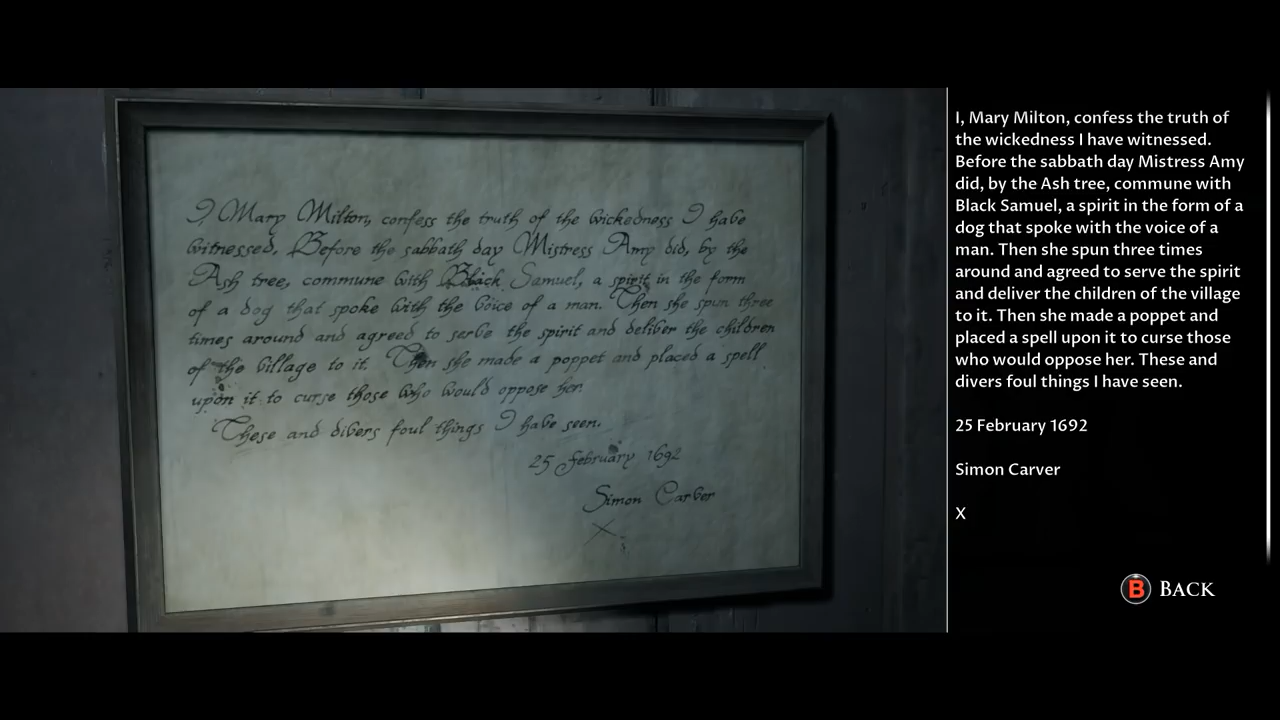 I, Mary Milton, confess the truth of the wickedness I have
witnessed. Before the sabbath day Mistress Amy did, by the
Ash tree, commune with Black Samuel, a spirit in the form
of a dog that spoke with the voice of a man. Then she spun three
times around and agreed to serve the spirit and deliver the children
of the village to it. Then she made a poppet and placed a spell
upon it to curse those who would oppose her.
These and divers foul things I have seen.
25 February 1692
Simon Carver
X
I, Mary Milton, confess the truth of
the wickedness I have witnessed.
Before the sabbath day Mistress Amy
did, by the Ash tree, commune with
Black Samuel, a spirit in the form of a
dog that spoke with the voice of a
man. Then she spun three times
around and agreed to serve the spirit
and deliver the children of the village
to it. Then she made a poppet and
placed a spell upon it to curse those
who would oppose her. These and
divers foul things I have seen.
25 February 1692
Simon Carver
X
B BACK